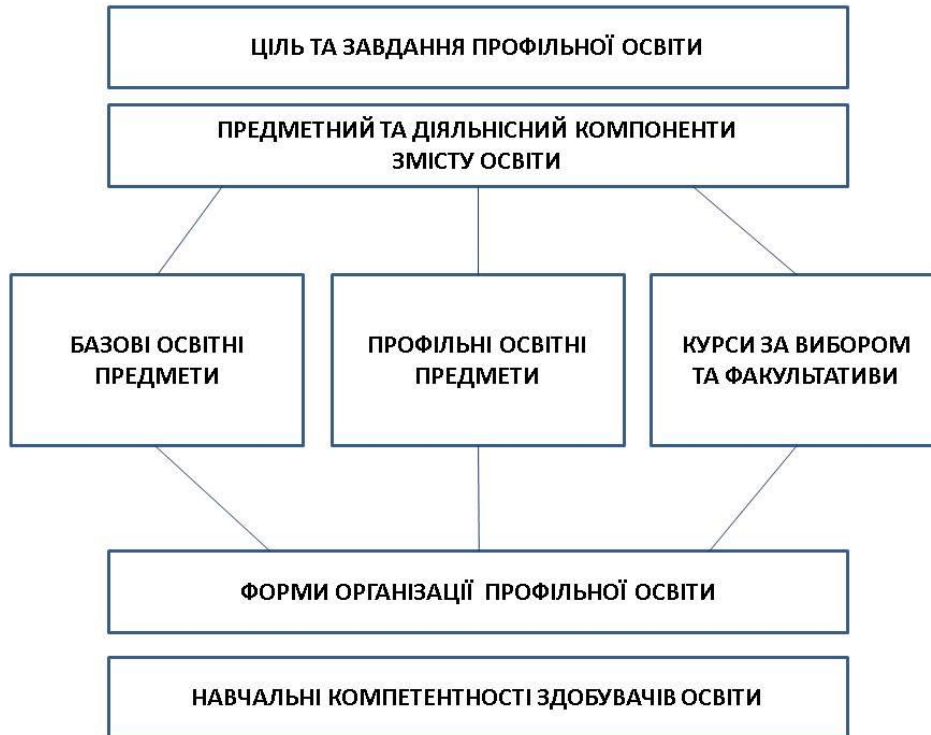 ЦІЛЬ ТА ЗАВДАННЯ ПРОФІЛЬНОЇ ОСВІТИ
ПРЕДМЕТНИЙ ТА ДІЯЛЬНІСНИЙ КОМПОНЕНТИ
ЗМІСТУ ОСВІТИ
БАЗОВІ ОСВІТНІ
ПРЕДМЕТИ
ПРОФІЛЬНІ ОСВІТНІ
ПРЕДМЕТИ
КУРСИ ЗА ВИБОРОМ
ТА ФАКУЛЬТАТИВИ
ФОРМИ ОРГАНІЗАЦІЇ ПРОФІЛЬНОЇ ОСВІТИ
НАВЧАЛЬНІ КОМПЕТЕНТНОСТІ ЗДОБУВАЧІВ ОСВІТИ